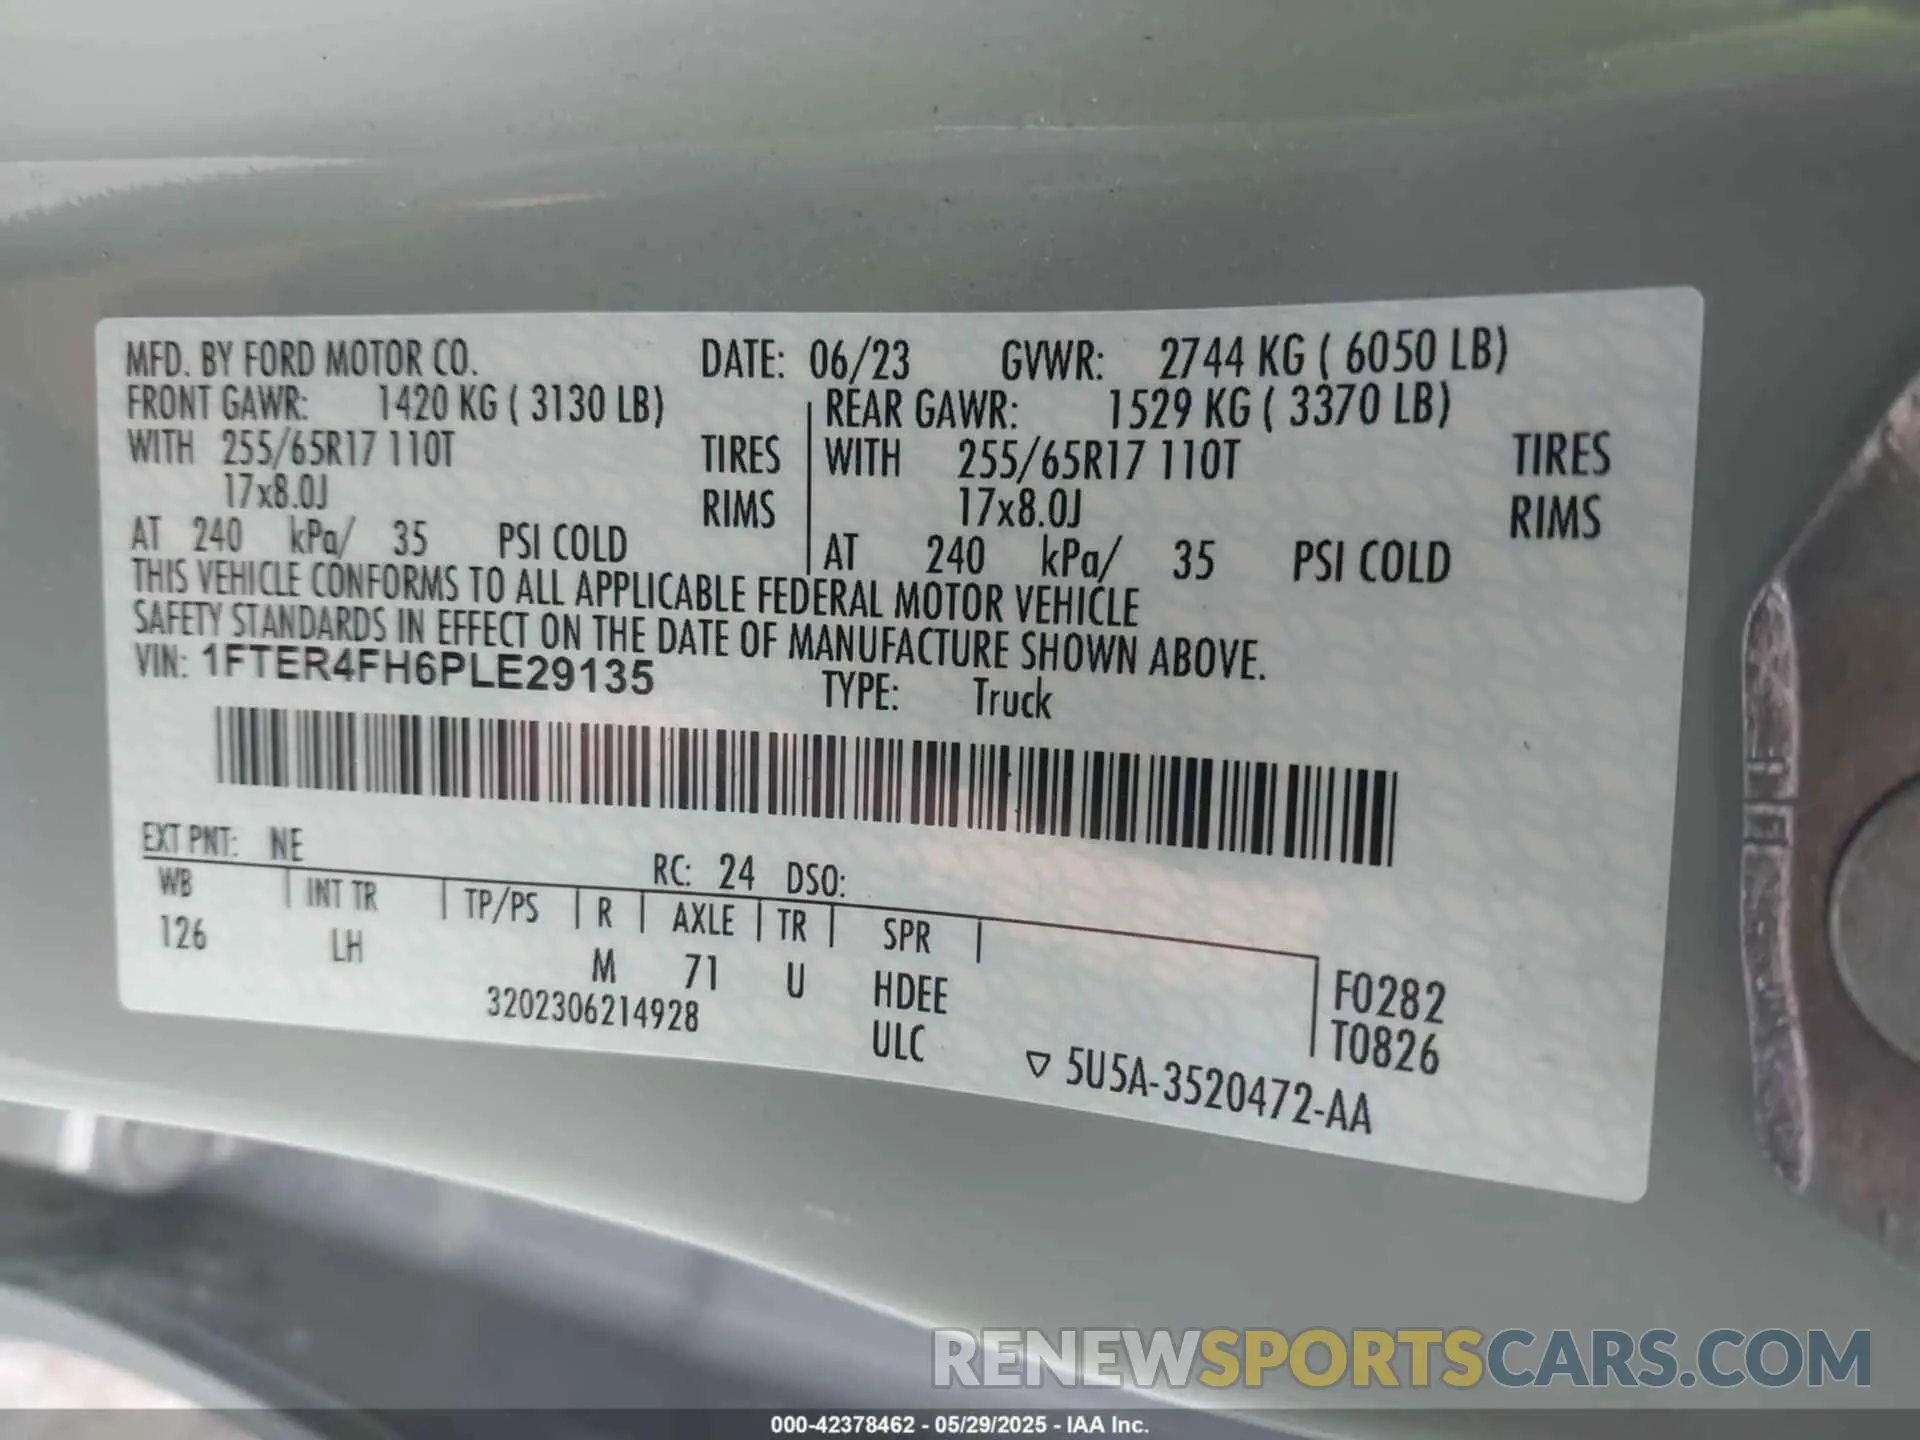 MFD. BY FORD MOTOR CO. DATE: 06/23 GVWR: 2744 KG ( 6050 LB)
FRONT GAWR: 1420 KG ( 3130 LB) REAR GAWR: 1529 KG ( 3370 LB)
WITH 255/65R17 110T TIRES WITH 255/65R17 110T TIRES
17x8.0J RIMS 17x8.0J RIMS
AT 240 kPa/ 35 PSI COLD AT 240 kPa/ 35 PSI COLD
THIS VEHICLE CONFORMS TO ALL APPLICABLE FEDERAL MOTOR VEHICLE
SAFETY STANDARDS IN EFFECT ON THE DATE OF MANUFACTURE SHOWN ABOVE.
VIN: 1FTER4FH6PLE29135 TYPE: Truck
EXT PNT: NE RC: 24 DSO:
WB INT TR TP/PS R AXLE TR SPR
126 LH M 71 U HDEE F0282
3202306214928 ULC T0826
▽ 5U5A-3520472-AA
RENEWSPORTSCARS.COM
000-42378462 - 05/29/2025 - IAA Inc.